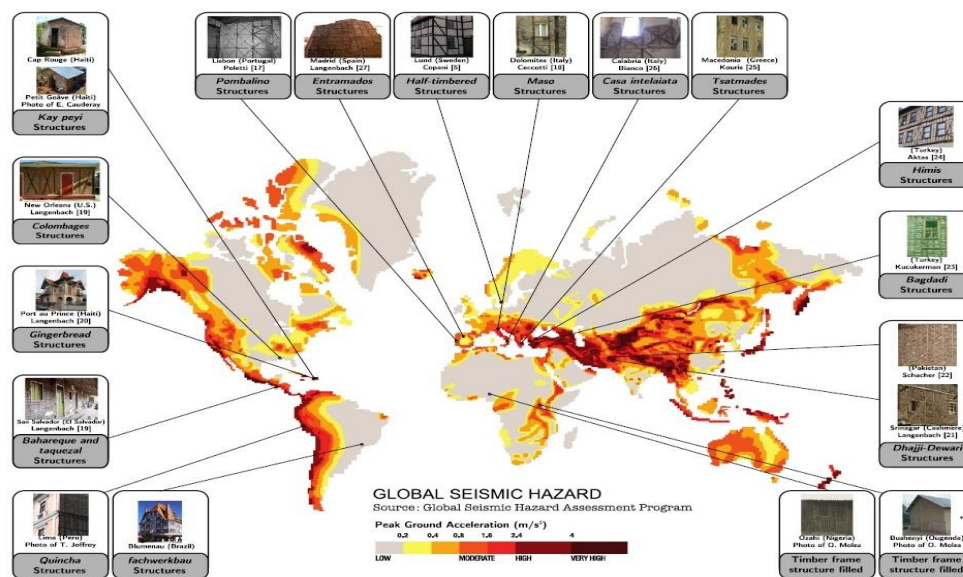 Cap Rouge (Haiti)
Petit Goâve (Haiti)
Photo of E. Cauderay
Kay peyi
Structures
Lisbon (Portugal)
Poletti [17]
Pombalino
Structures
Madrid (Spain)
Langenbach [27]
Entramados
Structures
Lund (Sweden)
Copani [5]
Half-timbered
Structures
Dolomites (Italy)
Ceccotti [18]
Maso
Structures
Calabria (Italy)
Bianco [26]
Casa intelaiata
Structures
Macedonia (Greece)
Kouris [25]
Tsatmades
Structures
(Turkey)
Aktas [24]
Himis
Structures
New Orleans (U.S.)
Langenbach [19]
Colombages
Structures
(Turkey)
Kucukerman [23]
Bagdadi
Structures
Port au Prince (Haiti)
Langenbach [20]
Gingerbread
Structures
(Pakistan)
Schacher [22]
Srinagar (Cashmere)
Langenbach [21]
Dhajji-Dewari
Structures
San Salvador (El Salvador)
Langenbach [19]
Bahareque and
taquezal
Structures
Lima (Peru)
Photo of T. Jeffroy
Quincha
Structures
Blumenau (Brazil)
fachwerkbau
Structures
GLOBAL SEISMIC HAZARD
Source: Global Seismic Hazard Assessment Program
Peak Ground Acceleration (m/s²)
0.2 0.4 0.8 1.6 2.4 4
LOW MODERATE HIGH VERY HIGH
Ozahi (Nigeria)
Photo of O. Moles
Timber frame
structure filled
Bushenyi (Ougenda)
Photo of O. Moles
Timber frame
structure filled